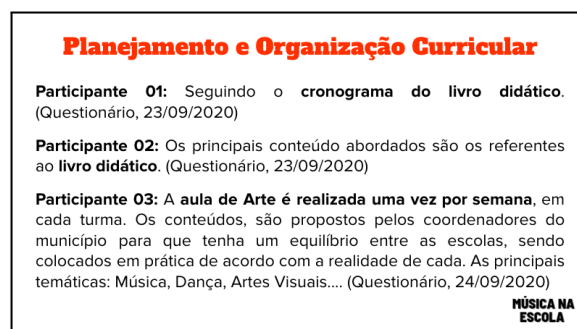 Planejamento e Organização Curricular
Participante 01: Seguindo o cronograma do livro didático.
(Questionário, 23/09/2020)
Participante 02: Os principais conteúdo abordados são os referentes
ao livro didático. (Questionário, 23/09/2020)
Participante 03: A aula de Arte é realizada uma vez por semana, em
cada turma. Os conteúdos, são propostos pelos coordenadores do
município para que tenha um equilíbrio entre as escolas, sendo
colocados em prática de acordo com a realidade de cada. As principais
temáticas: Música, Dança, Artes Visuais.... (Questionário, 24/09/2020)
MÚSICA NA
ESCOLA